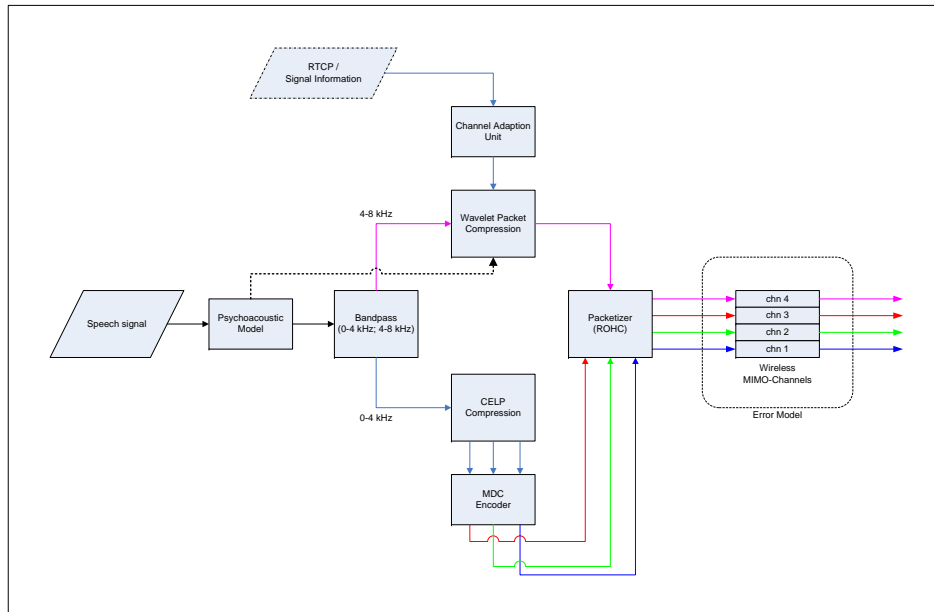 RTCP /
Signal Information
Channel Adaption
Unit
4-8 kHz
Wavelet Packet
Compression
Speech signal
Psychoacoustic
Model
Bandpass
(0-4 kHz; 4-8 kHz)
Packetizer
(ROHC)
chn 4
chn 3
chn 2
chn 1
Wireless
MIMO-Channels
Error Model
0-4 kHz
CELP
Compression
MDC
Encoder